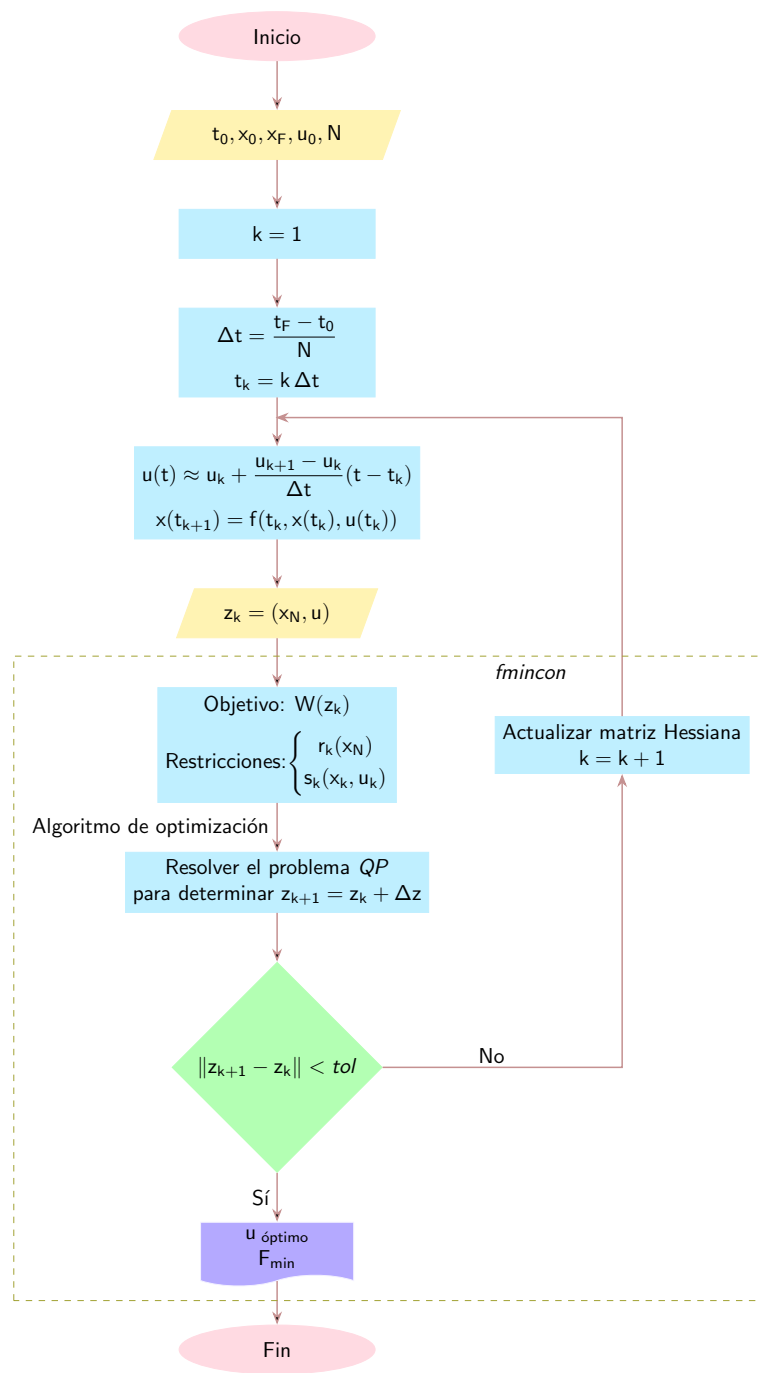 Inicio
t₀, x₀, x_F, u₀, N
k = 1
Δt = (t_F − t₀)/N
t_k = k Δt
u(t) ≈ u_k + (u_{k+1} − u_k)/Δt (t − t_k)
x(t_{k+1}) = f(t_k, x(t_k), u(t_k))
z_k = (x_N, u)
fmincon
Objetivo: W(z_k)
Restricciones: { r_k(x_N)
s_k(x_k, u_k)
Actualizar matriz Hessiana
k = k + 1
Algoritmo de optimización
Resolver el problema QP
para determinar z_{k+1} = z_k + Δz
‖z_{k+1} − z_k‖ < tol
No
Sí
u óptimo
F_min
Fin